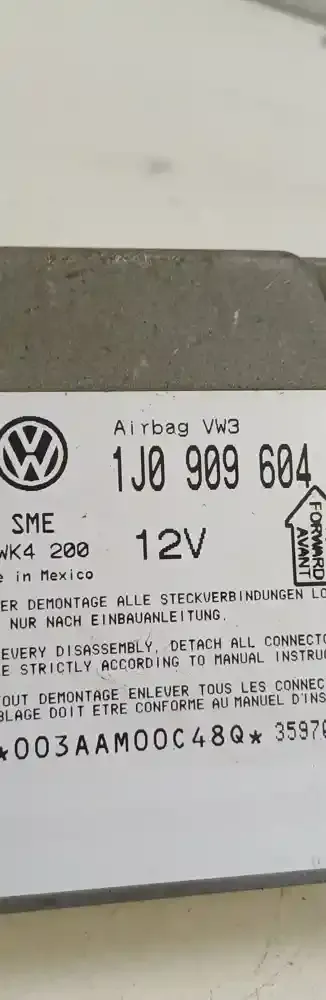 Airbag VW3
1J0 909 604
SME
WK4 200
12V
FORWARD
AVANT
e in Mexico
ER DEMONTAGE ALLE STECKVERBINDUNGEN LO
NUR NACH EINBAUANLEITUNG.
EVERY DISASSEMBLY, DETACH ALL CONNECTO
E STRICTLY ACCORDING TO MANUAL INSTRUC
TOUT DEMONTAGE ENLEVER TOUS LES CONNEC
BLAGE DOIT ETRE CONFORME AU MANUEL D'INS
*003AAM00C48Q* 3597